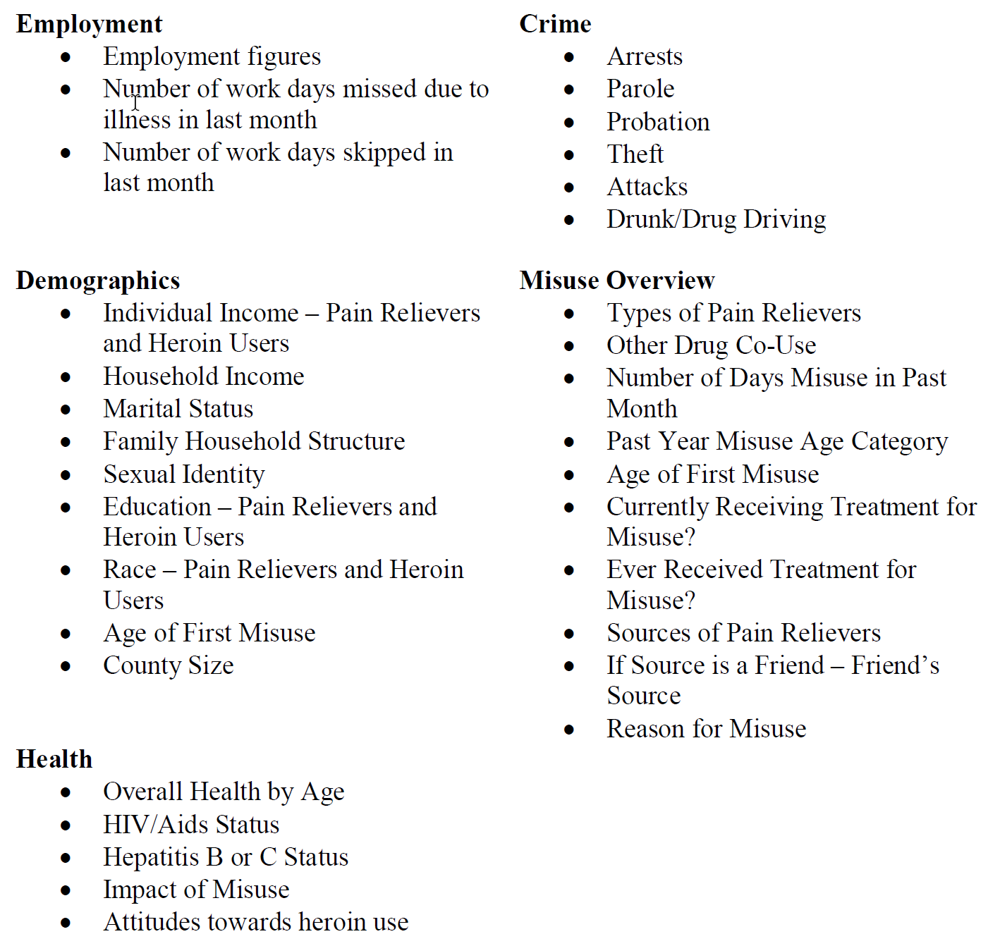 Employment
• Employment figures
• Number of work days missed due to
illness in last month
• Number of work days skipped in
last month
Crime
• Arrests
• Parole
• Probation
• Theft
• Attacks
• Drunk/Drug Driving
Demographics
• Individual Income – Pain Relievers
and Heroin Users
• Household Income
• Marital Status
• Family Household Structure
• Sexual Identity
• Education – Pain Relievers and
Heroin Users
• Race – Pain Relievers and Heroin
Users
• Age of First Misuse
• County Size
Misuse Overview
• Types of Pain Relievers
• Other Drug Co-Use
• Number of Days Misuse in Past
Month
• Past Year Misuse Age Category
• Age of First Misuse
• Currently Receiving Treatment for
Misuse?
• Ever Received Treatment for
Misuse?
• Sources of Pain Relievers
• If Source is a Friend – Friend’s
Source
• Reason for Misuse
Health
• Overall Health by Age
• HIV/Aids Status
• Hepatitis B or C Status
• Impact of Misuse
• Attitudes towards heroin use